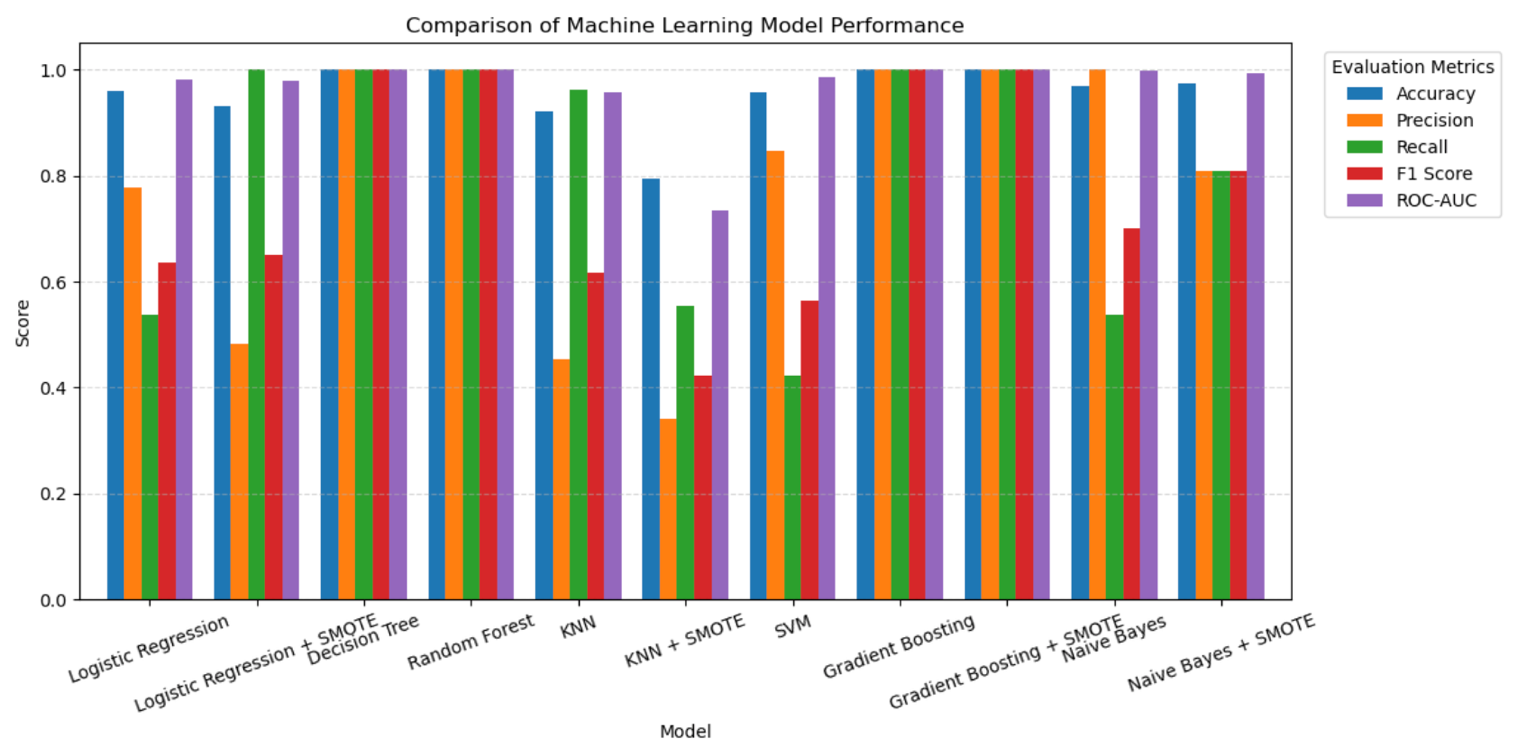 Comparison of Machine Learning Model Performance
1.0
0.8
0.6
0.4
0.2
0.0
Score
Logistic Regression
Logistic Regression + SMOTE
Decision Tree
Random Forest
KNN
KNN + SMOTE
SVM
Gradient Boosting
Gradient Boosting + SMOTE
Naive Bayes
Naive Bayes + SMOTE
Model
Evaluation Metrics
Accuracy
Precision
Recall
F1 Score
ROC-AUC